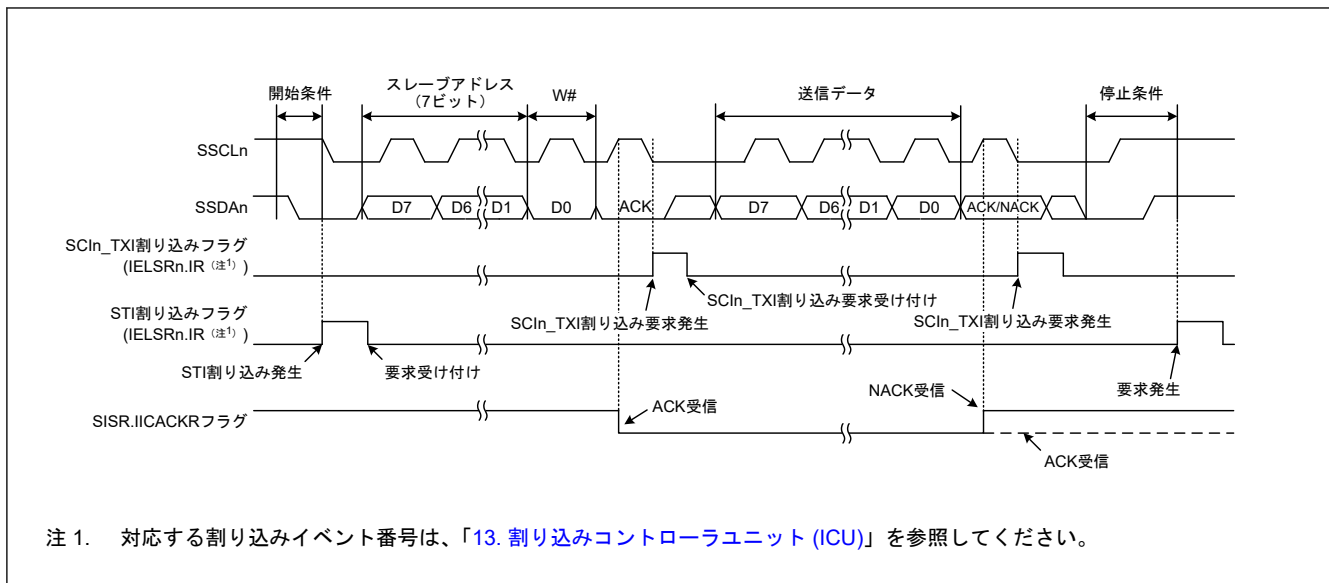 開始条件
スレーブアドレス
(7ビット)
W#
送信データ
停止条件
SSCLn
SSDAn
D7
D6
D1
D0
ACK
D7
D6
D1
D0
ACK/NACK
SCIn_TXI割り込みフラグ
(IELSRn.IR (注1) )
SCIn_TXI割り込み要求受け付け
SCIn_TXI割り込み要求発生
SCIn_TXI割り込み要求発生
STI割り込みフラグ
(IELSRn.IR (注1) )
STI割り込み発生
要求受け付け
要求発生
NACK受信
SISR.IICACKRフラグ
ACK受信
ACK受信
注 1. 対応する割り込みイベント番号は、「13. 割り込みコントローラユニット (ICU)」を参照してください。